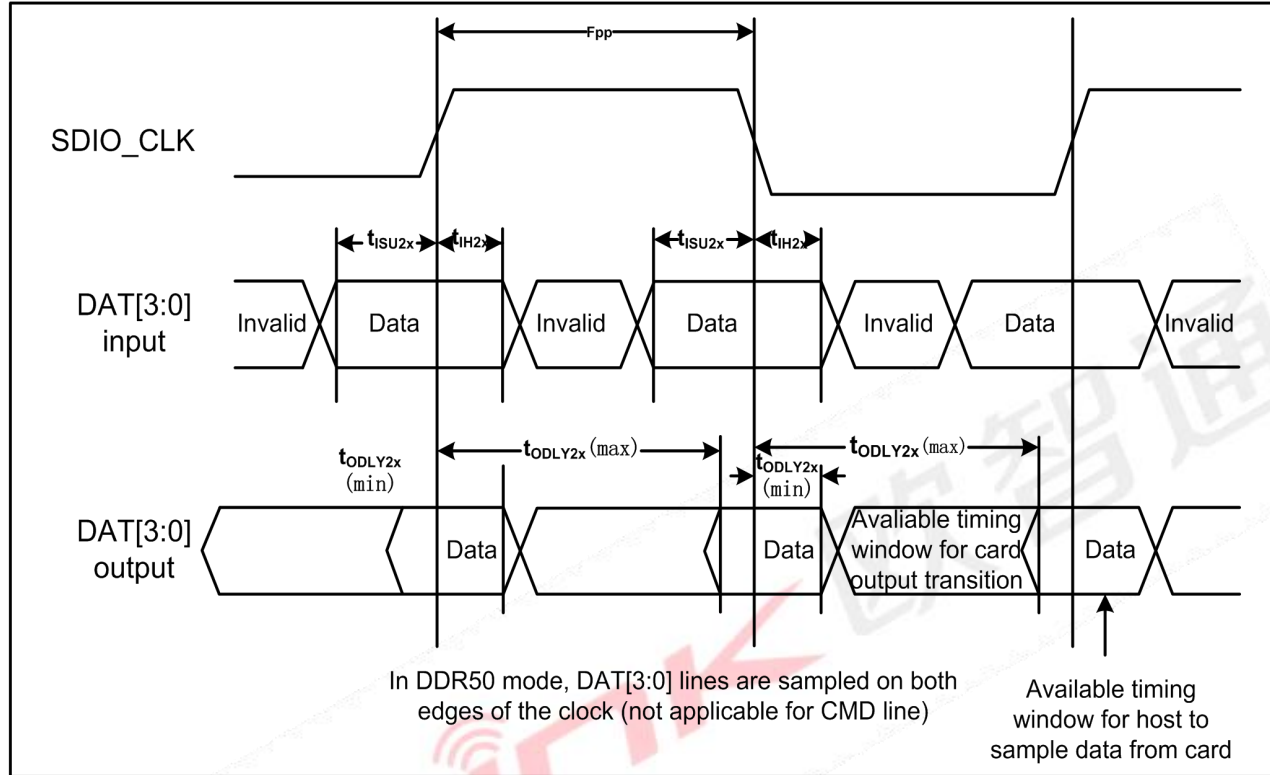 Fpp
SDIO_CLK
tISU2x
tIH2x
tISU2x
tIH2x
DAT[3:0]
input
Invalid
Data
Invalid
Data
Invalid
Data
Invalid
tODLY2x
(min)
tODLY2x (max)
tODLY2x (max)
tODLY2x
(min)
DAT[3:0]
output
Data
Data
Avaliable timing
window for card
output transition
Data
In DDR50 mode, DAT[3:0] lines are sampled on both
edges of the clock (not applicable for CMD line)
Available timing
window for host to
sample data from card
欧智通